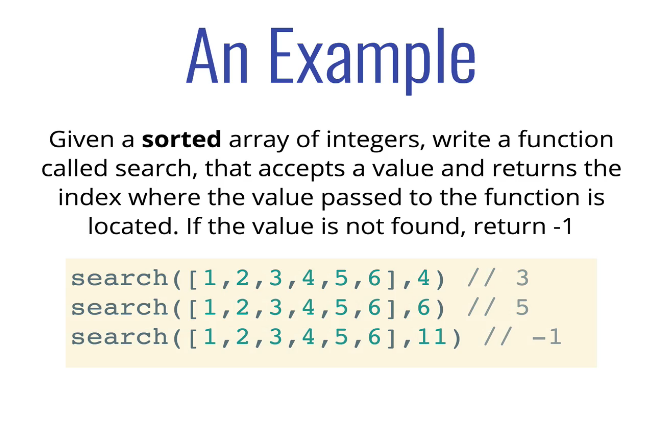 An Example
Given a sorted array of integers, write a function
called search, that accepts a value and returns the
index where the value passed to the function is
located. If the value is not found, return -1
search([1,2,3,4,5,6],4) // 3
search([1,2,3,4,5,6],6) // 5
search([1,2,3,4,5,6],11) // -1